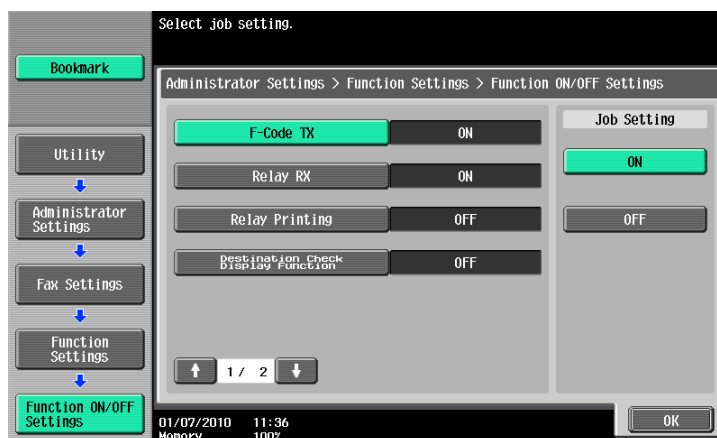 Select job setting.
Bookmark
Administrator Settings > Function Settings > Function ON/OFF Settings
Utility
Administrator
Settings
Fax Settings
Function
Settings
Function ON/OFF
Settings
F-Code TX ON
Relay RX ON
Relay Printing OFF
Destination Check
Display Function OFF
1/ 2
Job Setting
ON
OFF
01/07/2010 11:36
Memory 100%
OK